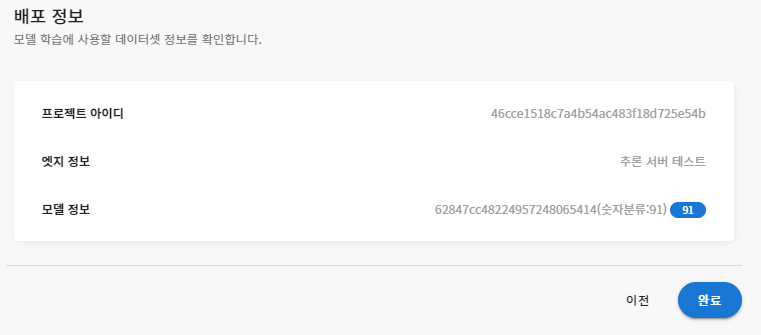 배포 정보
모델 학습에 사용할 데이터셋 정보를 확인합니다.
프로젝트 아이디 46cce1518c7a4b54ac483f18d725e54b
엣지 정보 추론 서버 테스트
모델 정보 62847cc48224957248065414(숫자분류:91) 91
이전 완료